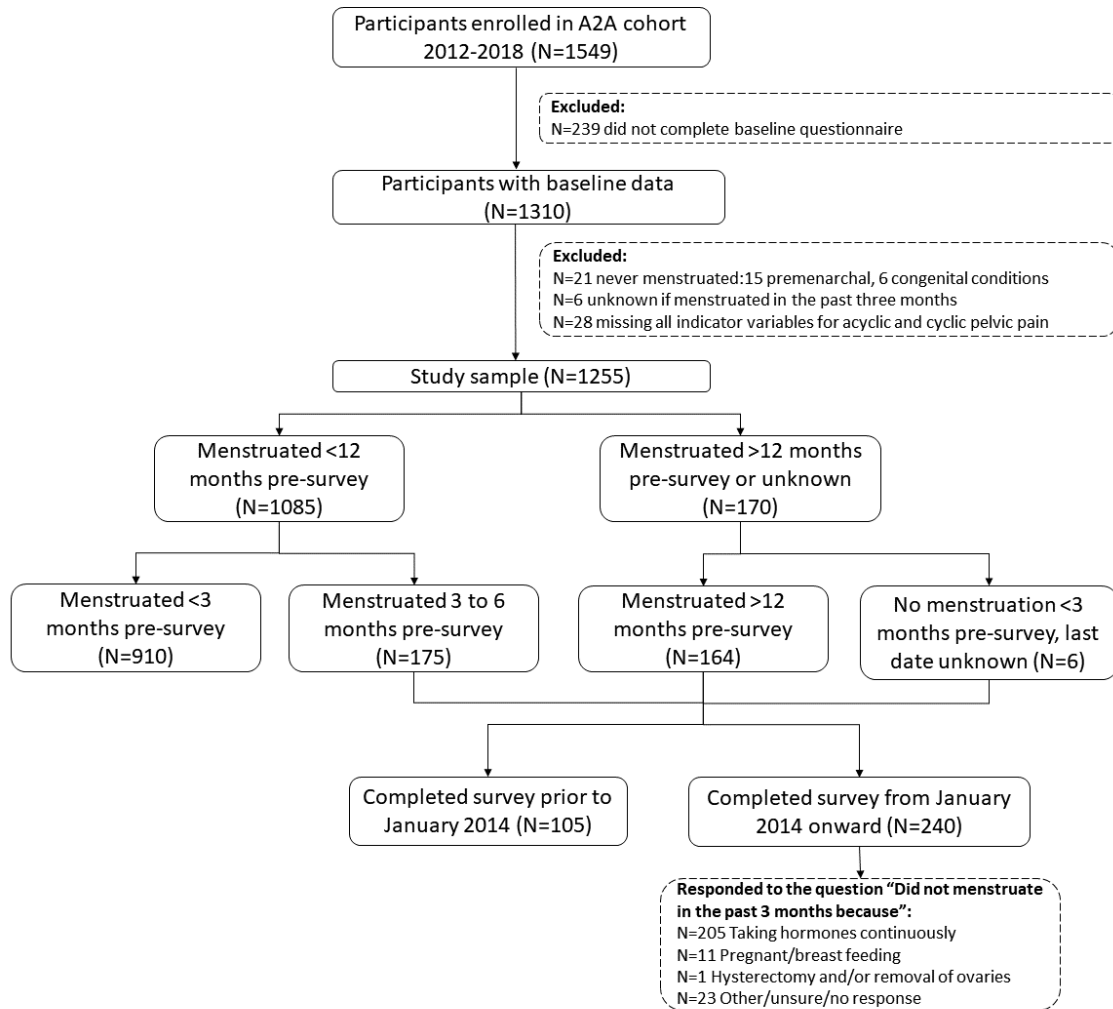 Participants enrolled in A2A cohort
2012-2018 (N=1549)
Excluded:
N=239 did not complete baseline questionnaire
Participants with baseline data
(N=1310)
Excluded:
N=21 never menstruated:15 premenarchal, 6 congenital conditions
N=6 unknown if menstruated in the past three months
N=28 missing all indicator variables for acyclic and cyclic pelvic pain
Study sample (N=1255)
Menstruated <12
months pre-survey
(N=1085)
Menstruated >12 months
pre-survey or unknown
(N=170)
Menstruated <3
months pre-survey
(N=910)
Menstruated 3 to 6
months pre-survey
(N=175)
Menstruated >12
months pre-survey
(N=164)
No menstruation <3
months pre-survey, last
date unknown (N=6)
Completed survey prior to
January 2014 (N=105)
Completed survey from January
2014 onward (N=240)
Responded to the question “Did not menstruate
in the past 3 months because”:
N=205 Taking hormones continuously
N=11 Pregnant/breast feeding
N=1 Hysterectomy and/or removal of ovaries
N=23 Other/unsure/no response